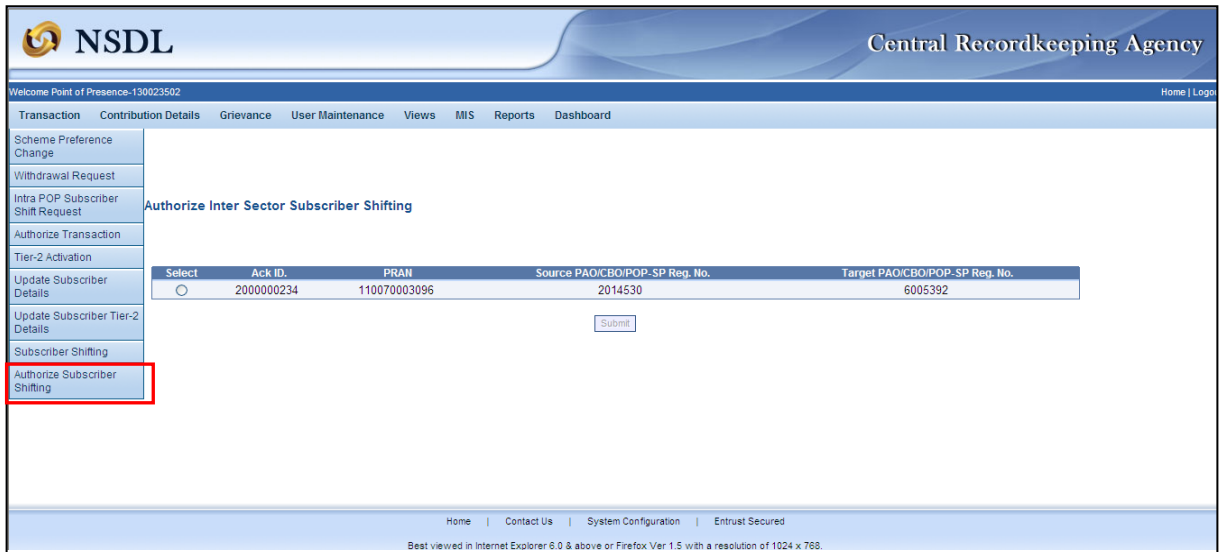 NSDL
Central Recordkeeping Agency
Welcome Point of Presence-130023502
Home | Logou
Transaction Contribution Details Grievance User Maintenance Views MIS Reports Dashboard
Scheme Preference
Change
Withdrawal Request
Intra POP Subscriber
Shift Request
Authorize Transaction
Tier-2 Activation
Update Subscriber
Details
Update Subscriber Tier-2
Details
Subscriber Shifting
Authorize Subscriber
Shifting
Authorize Inter Sector Subscriber Shifting
Select Ack ID. PRAN Source PAO/CBO/POP-SP Reg. No. Target PAO/CBO/POP-SP Reg. No.
2000000234 110070003096 2014530 6005392
Submit
Home | Contact Us | System Configuration | Entrust Secured
Best viewed in Internet Explorer 6.0 & above or Firefox Ver 1.5 with a resolution of 1024 x 768.